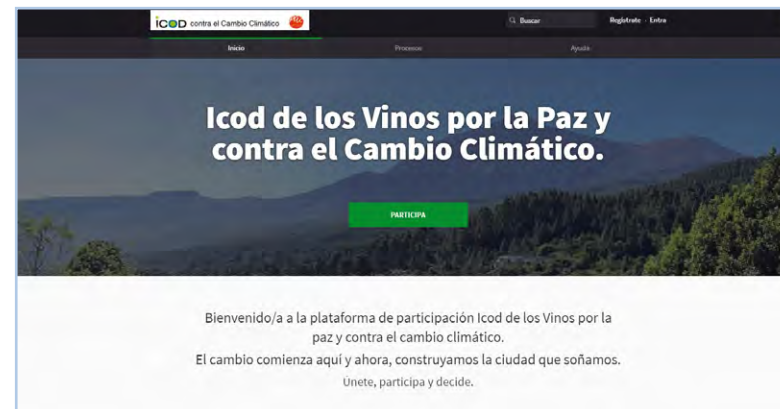 icod contra el Cambio Climático
Buscar
Regístrate · Entra
Inicio
Procesos
Ayuda
Icod de los Vinos por la Paz y
contra el Cambio Climático.
PARTICIPA
Bienvenido/a a la plataforma de participación Icod de los Vinos por la
paz y contra el cambio climático.
El cambio comienza aquí y ahora, construyamos la ciudad que soñamos.
Únete, participa y decide.